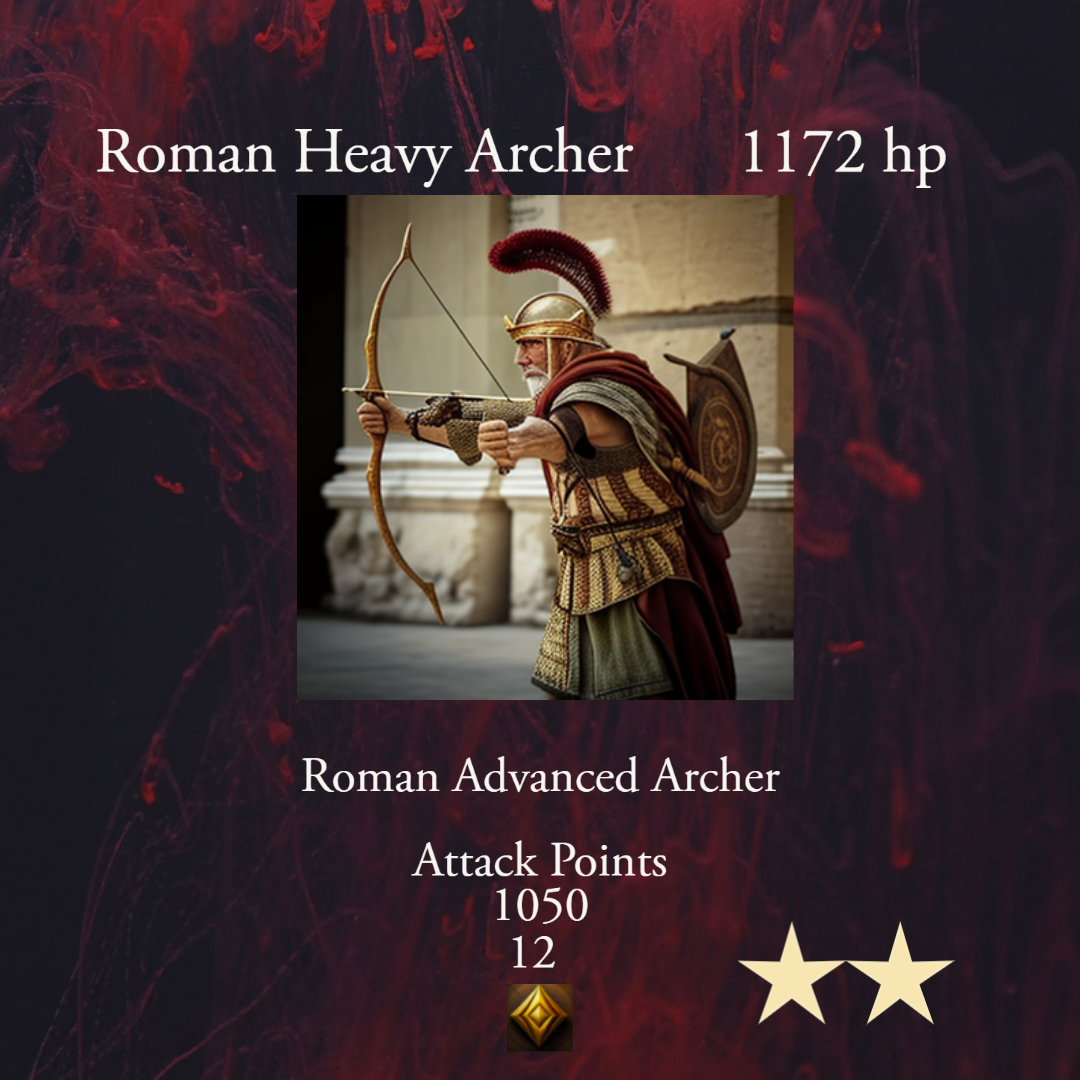 Roman Heavy Archer 1172 hp
Roman Advanced Archer
Attack Points
1050
12